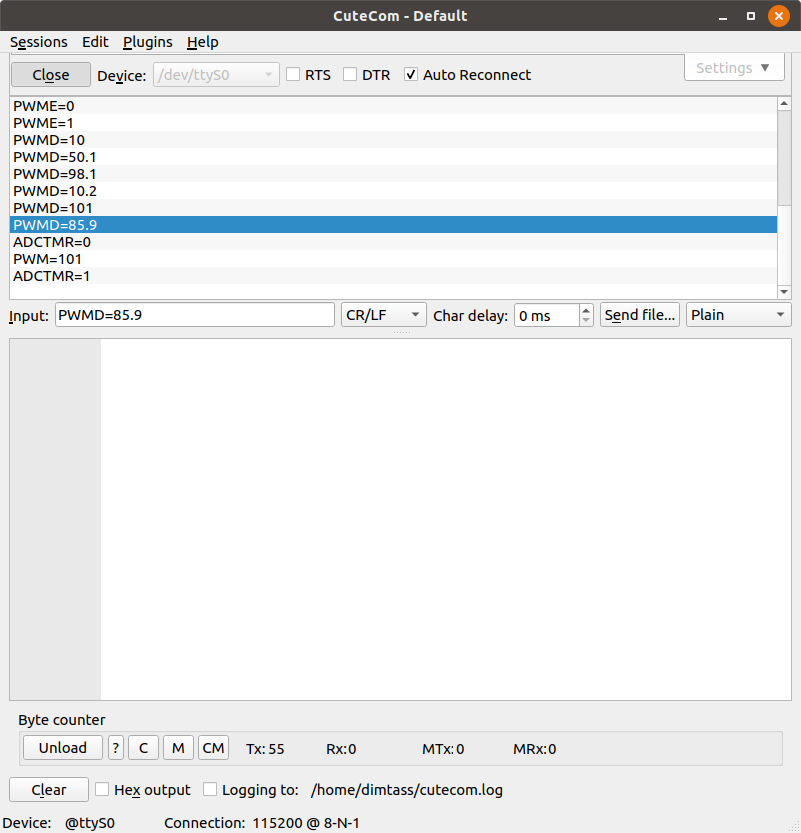 CuteCom - Default
Sessions Edit Plugins Help
Close Device: /dev/ttyS0 RTS DTR Auto Reconnect Settings
PWME=0
PWME=1
PWMD=10
PWMD=50.1
PWMD=98.1
PWMD=10.2
PWMD=101
PWMD=85.9
ADCTMR=0
PWM=101
ADCTMR=1
Input: PWMD=85.9 CR/LF Char delay: 0 ms Send file... Plain
Byte counter
Unload ? C M CM Tx: 55 Rx:0 MTx: 0 MRx:0
Clear Hex output Logging to: /home/dimtass/cutecom.log
Device: @ttyS0 Connection: 115200 @ 8-N-1